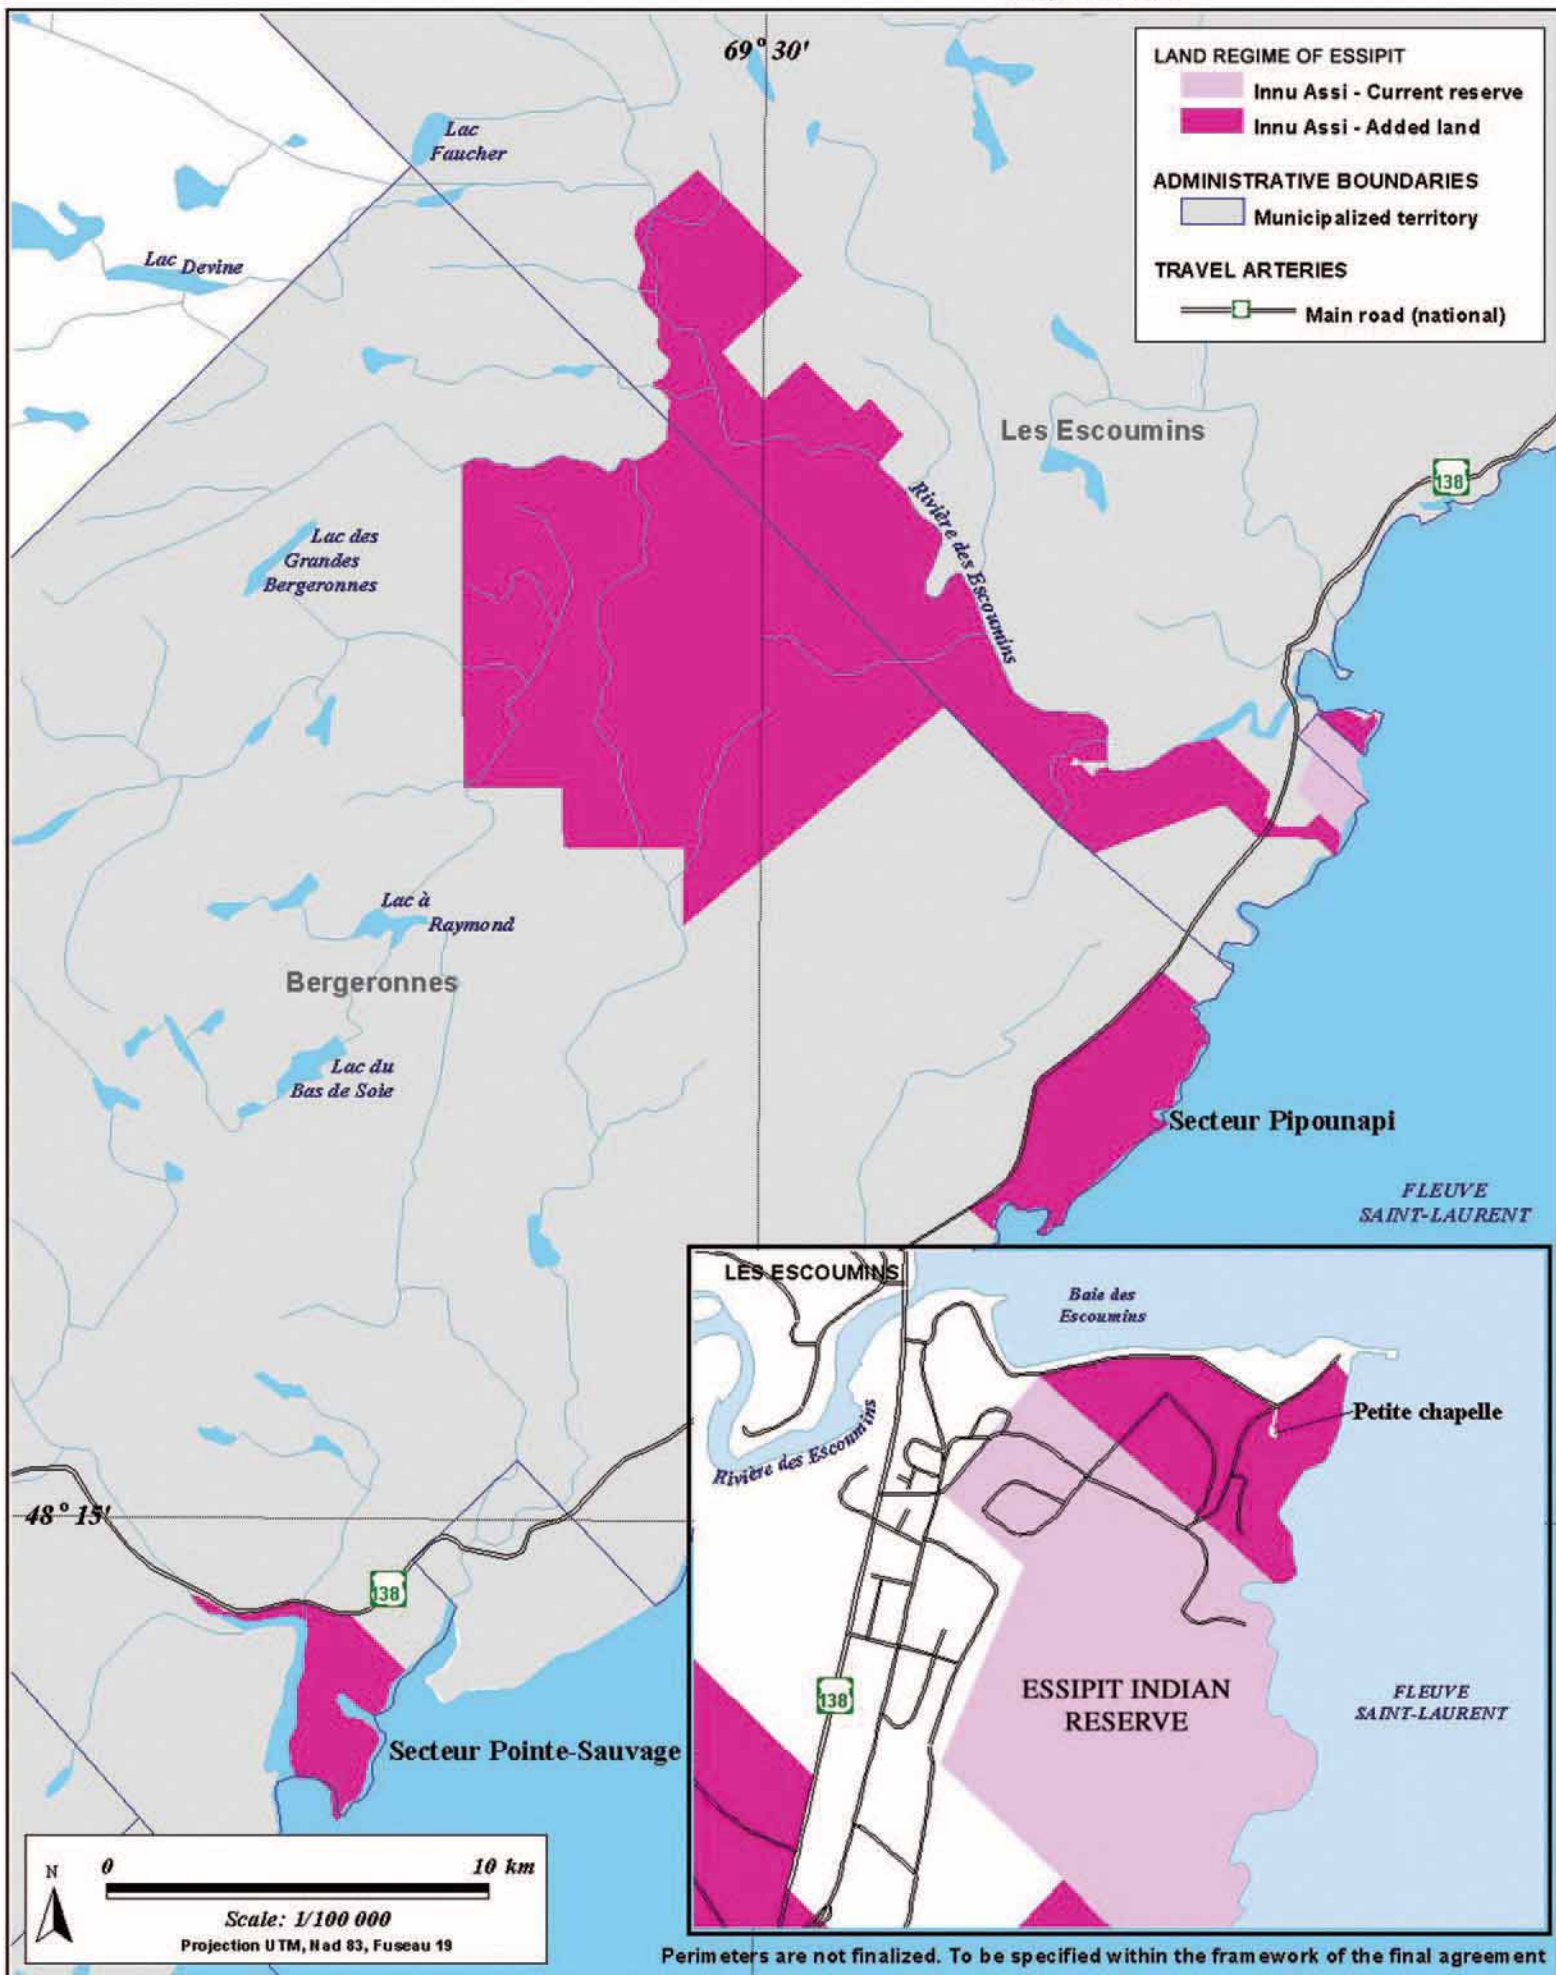 69° 30'
LAND REGIME OF ESSIPIT
Innu Assi - Current reserve
Innu Assi - Added land
ADMINISTRATIVE BOUNDARIES
Municipalized territory
TRAVEL ARTERIES
Main road (national)
Lac
Faucher
Lac Devine
Les Escoumins
138
Rivière des Escoumins
Lac des
Grandes
Bergeronnes
Lac à
Raymond
Bergeronnes
Lac du
Bas de Soie
Secteur Pipounapi
FLEUVE
SAINT-LAURENT
48° 15'
138
Secteur Pointe-Sauvage
LES ESCOUMINS
Baie des
Escoumins
Petite chapelle
Rivière des Escoumins
ESSIPIT INDIAN
RESERVE
138
FLEUVE
SAINT-LAURENT
N
0 10 km
Scale: 1/100 000
Projection UTM, Nad 83, Fuseau 19
Perimeters are not finalized. To be specified within the framework of the final agreement